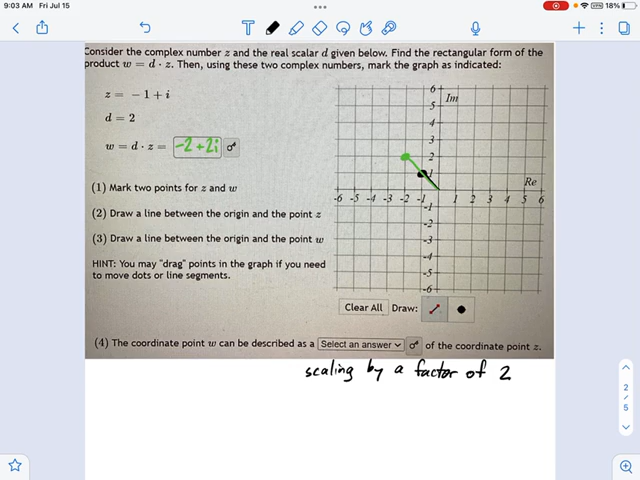 9:03 AM Fri Jul 15
VPN 18%
Consider the complex number z and the real scalar d given below. Find the rectangular form of the
product w = d · z. Then, using these two complex numbers, mark the graph as indicated:
z = −1 + i
d = 2
w = d · z = -2 + 2i
(1) Mark two points for z and w
(2) Draw a line between the origin and the point z
(3) Draw a line between the origin and the point w
HINT: You may "drag" points in the graph if you need
to move dots or line segments.
6 Im
5
4
3
2
1
Re
-6 -5 -4 -3 -2 -1 1 2 3 4 5 6
-1
-2
-3
-4
-5
-6
Clear All Draw:
(4) The coordinate point w can be described as a Select an answer of the coordinate point z.
scaling by a factor of 2
2
/
5